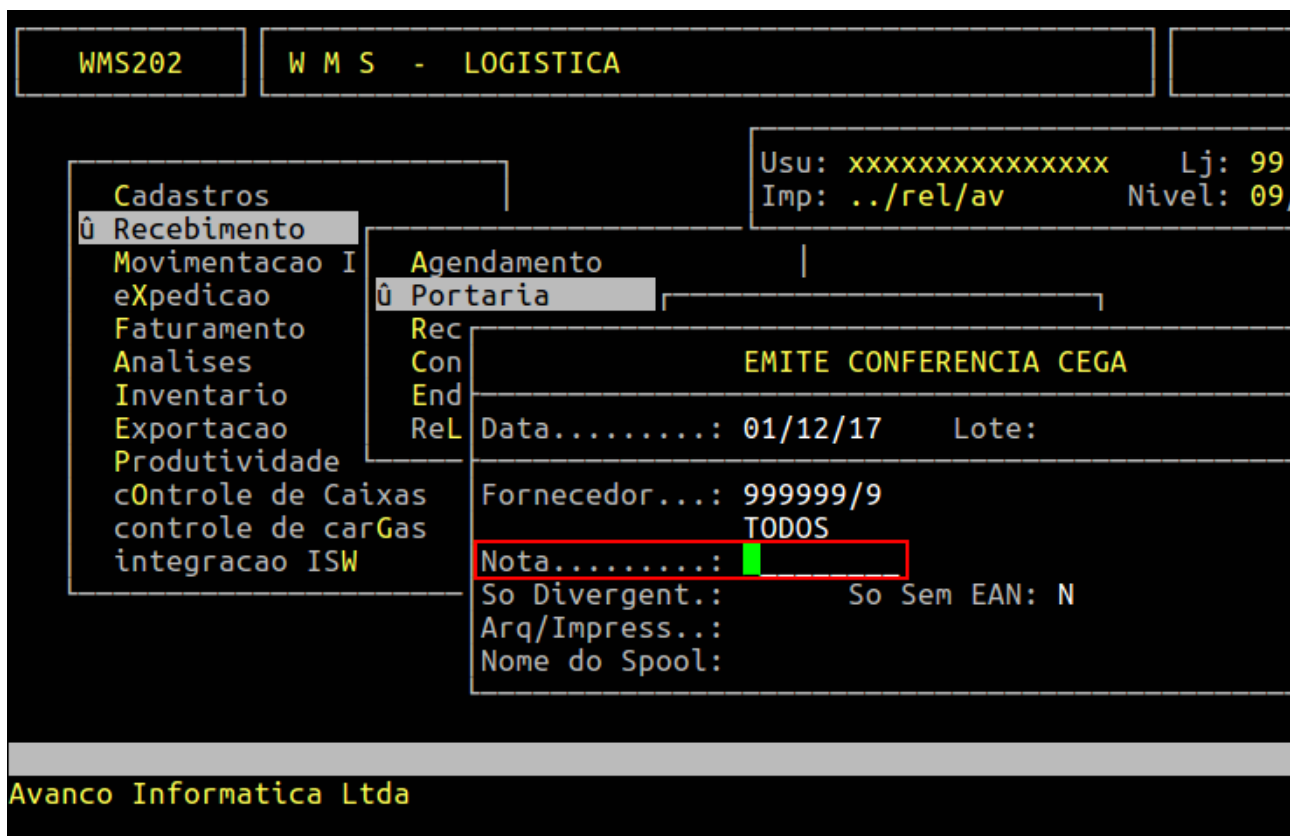 WMS202
W M S - LOGISTICA
Usu: xxxxxxxxxxxxxxx Lj: 99
Imp: ../rel/av Nivel: 09/
Cadastros
û Recebimento
Movimentacao I
eXpedicao
Faturamento
Analises
Inventario
Exportacao
Produtividade
cOntrole de Caixas
controle de carGas
integracao ISW
Agendamento
û Portaria
Rec
Con
End
ReL
EMITE CONFERENCIA CEGA
Data.........: 01/12/17 Lote:
Fornecedor...: 999999/9
TODOS
Nota.........: ________
So Divergent.: So Sem EAN: N
Arq/Impress..:
Nome do Spool:
Avanco Informatica Ltda